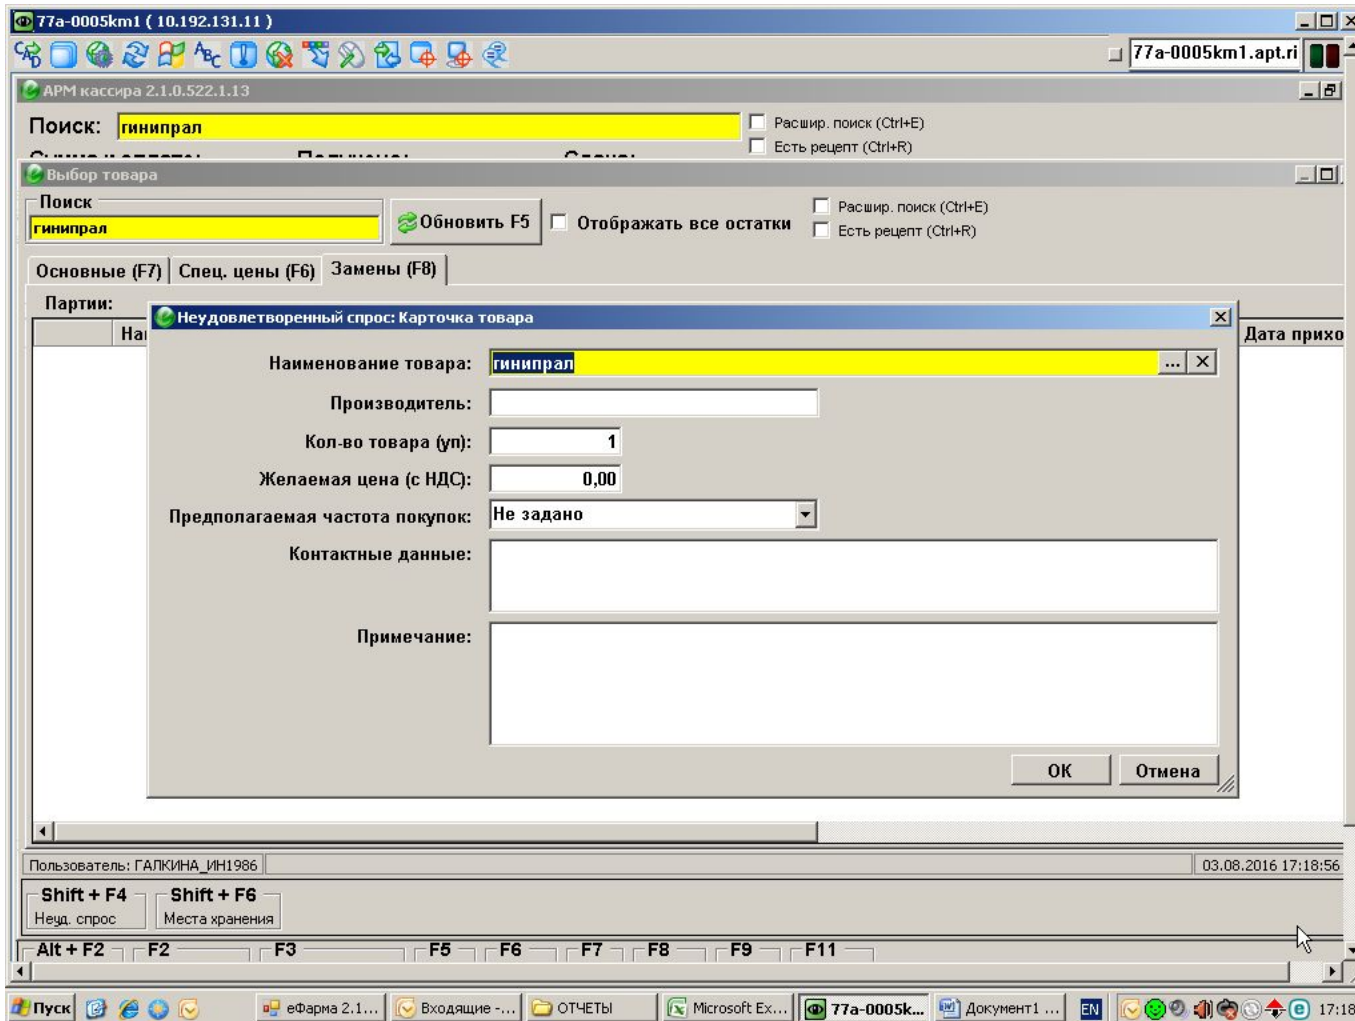 77a-0005km1 ( 10.192.131.11 )
77a-0005km1.apt.ri
АРМ кассира 2.1.0.522.1.13
Поиск: гинипрал
Расшир. поиск (Ctrl+E)
Есть рецепт (Ctrl+R)
Выбор товара
Поиск
гинипрал
Обновить F5
Отображать все остатки
Расшир. поиск (Ctrl+E)
Есть рецепт (Ctrl+R)
Основные (F7) Спец. цены (F6) Замены (F8)
Партии:
Неудовлетворенный спрос: Карточка товара
Дата прихо
Наименование товара: гинипрал ...
Производитель:
Кол-во товара (уп): 1
Желаемая цена (с НДС): 0,00
Предполагаемая частота покупок: Не задано
Контактные данные:
Примечание:
ОК Отмена
Пользователь: ГАЛКИНА_ИН1986 03.08.2016 17:18:56
Shift + F4 Shift + F6
Неуд. спрос Места хранения
Alt + F2 F2 F3 F5 F6 F7 F8 F9 F11
Пуск еФарма 2.1... Входящие -... ОТЧЕТЫ Microsoft Ex... 77a-0005k... Документ1 ... EN 17:18